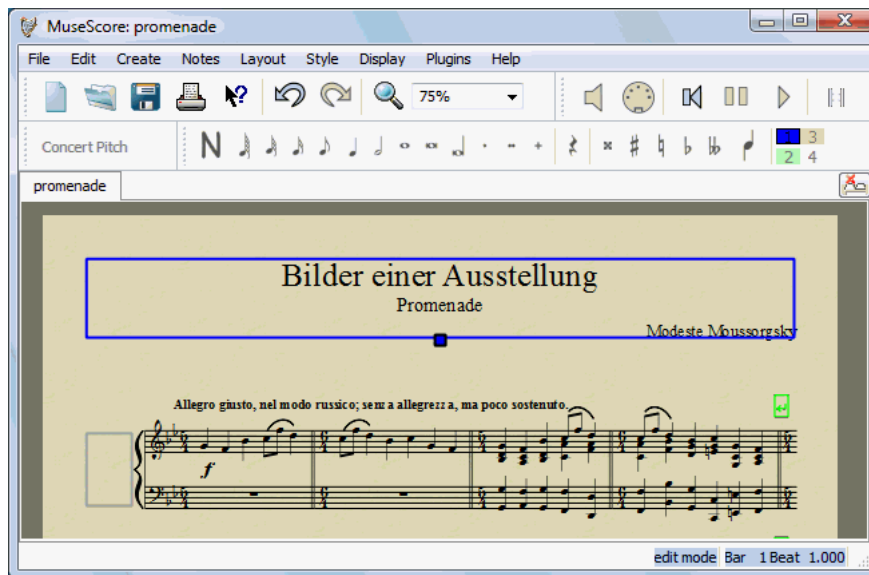 MuseScore: promenade
File Edit Create Notes Layout Style Display Plugins Help
75%
Concert Pitch
N
1 3
2 4
promenade
Bilder einer Ausstellung
Promenade
Modeste Moussorgsky
Allegro giusto, nel modo russico; senza allegrezza, ma poco sostenuto.
f
edit mode Bar 1 Beat 1.000